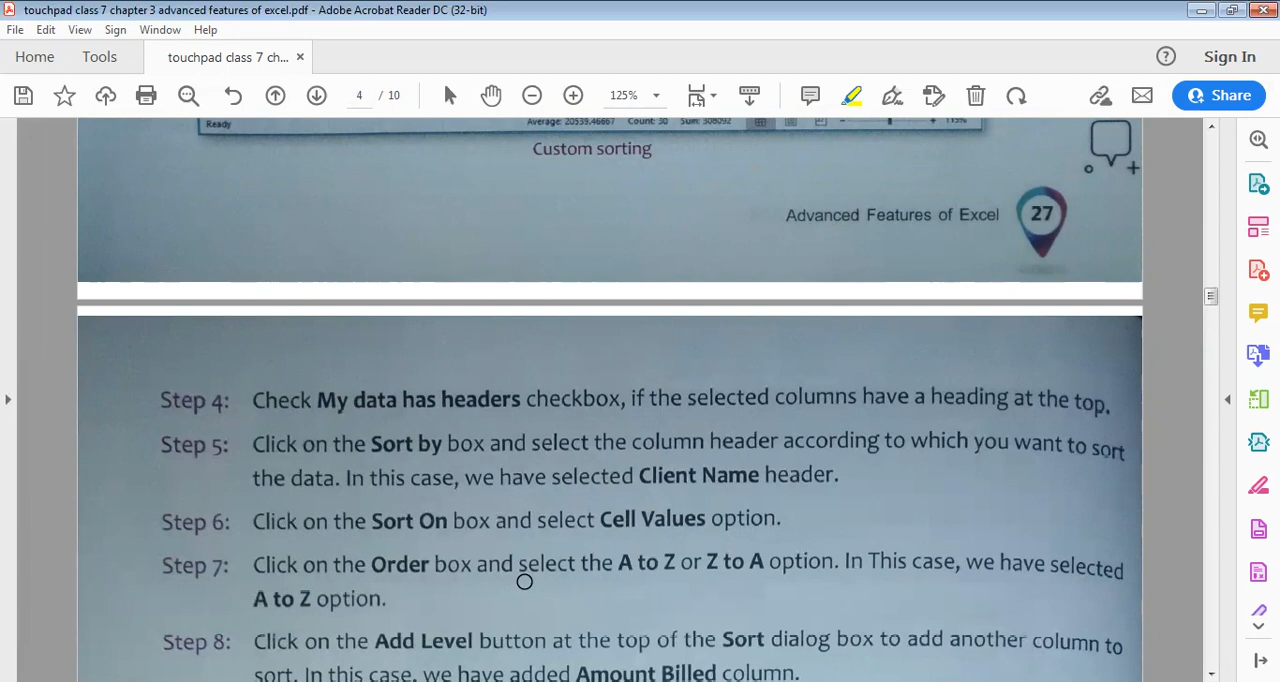 touchpad class 7 chapter 3 advanced features of excel.pdf - Adobe Acrobat Reader DC (32-bit)
File Edit View Sign Window Help
Home Tools touchpad class 7 ch... × Sign In
4 / 10 125% Share
Ready Average: 20539.46667 Count: 30 Sum: 308092 115%
Custom sorting
Advanced Features of Excel 27
Step 4: Check My data has headers checkbox, if the selected columns have a heading at the top.
Step 5: Click on the Sort by box and select the column header according to which you want to sort
the data. In this case, we have selected Client Name header.
Step 6: Click on the Sort On box and select Cell Values option.
Step 7: Click on the Order box and select the A to Z or Z to A option. In This case, we have selected
A to Z option.
Step 8: Click on the Add Level button at the top of the Sort dialog box to add another column to
sort. In this case, we have added Amount Billed column.